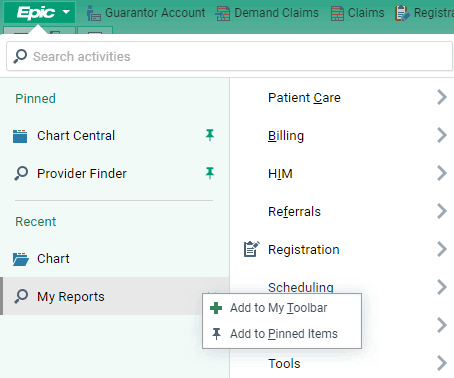 Epic Guarantor Account Demand Claims Claims Registra
Search activities
Pinned
Chart Central
Provider Finder
Recent
Chart
My Reports
Patient Care
Billing
HIM
Referrals
Registration
Scheduling
Tools
Add to My Toolbar
Add to Pinned Items